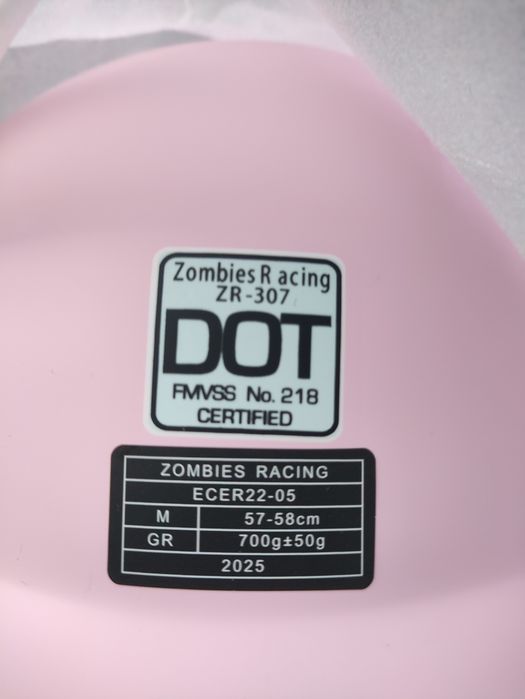 Zombies R acing
ZR-307
DOT
FMVSS No. 218
CERTIFIED
ZOMBIES RACING
ECER22-05
M 57-58cm
GR 700g±50g
2025